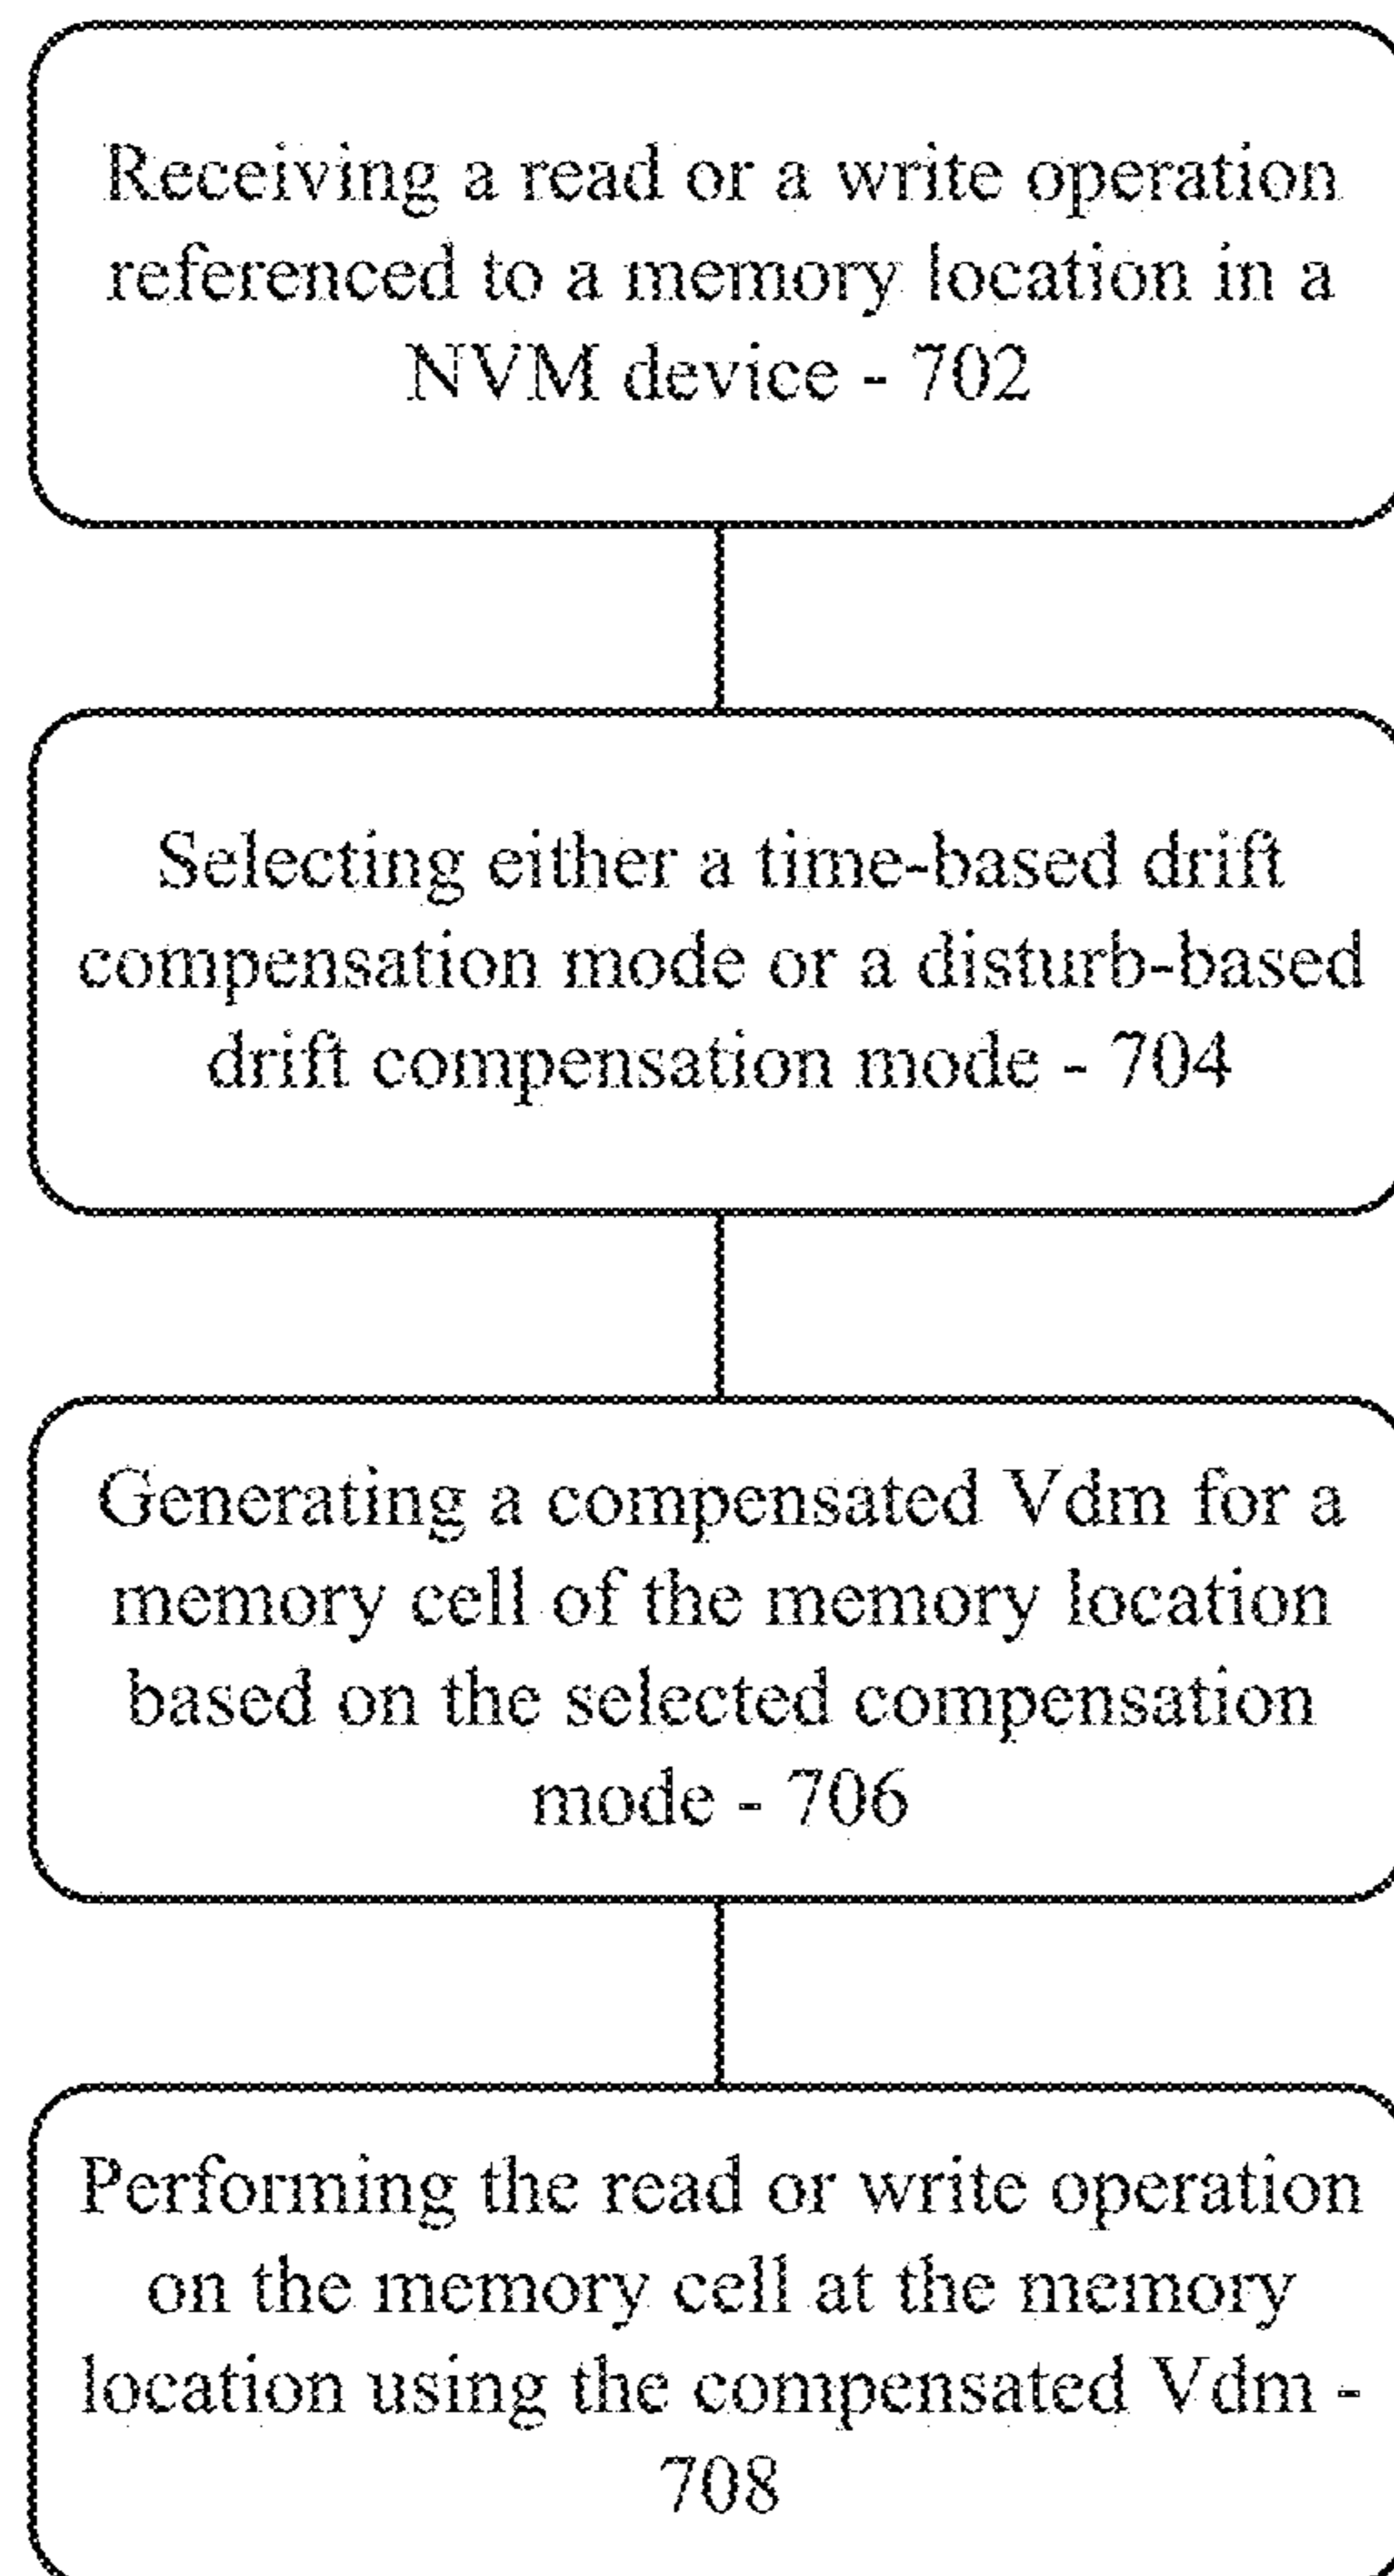 Receiving a read or a write operation
referenced to a memory location in a
NVM device - 702
Selecting either a time-based drift
compensation mode or a disturb-based
drift compensation mode - 704
Generating a compensated Vdm for a
memory cell of the memory location
based on the selected compensation
mode - 706
Performing the read or write operation
on the memory cell at the memory
location using the compensated Vdm -
708